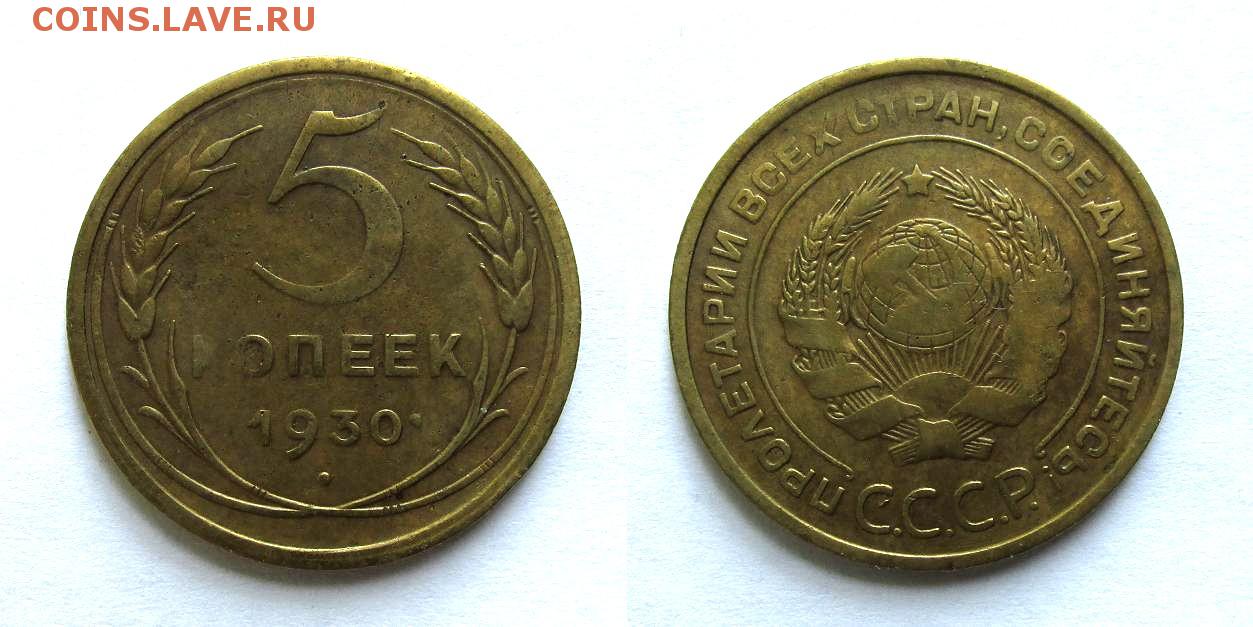 COINS.LAVE.RU
5
КОПЕЕК
1930
ПРОЛЕТАРИИ ВСЕХ СТРАН, СОЕДИНЯЙТЕСЬ!
С.С.С.Р.